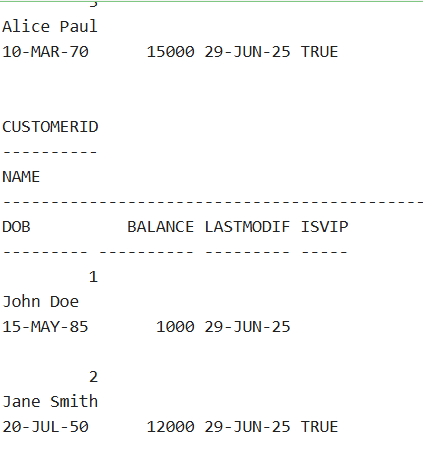 Alice Paul
10-MAR-70      15000 29-JUN-25 TRUE
CUSTOMERID
----------
NAME
--------------------------------------------
DOB          BALANCE LASTMODIF ISVIP
--------- ---------- --------- -----
         1
John Doe
15-MAY-85       1000 29-JUN-25
         2
Jane Smith
20-JUL-50      12000 29-JUN-25 TRUE